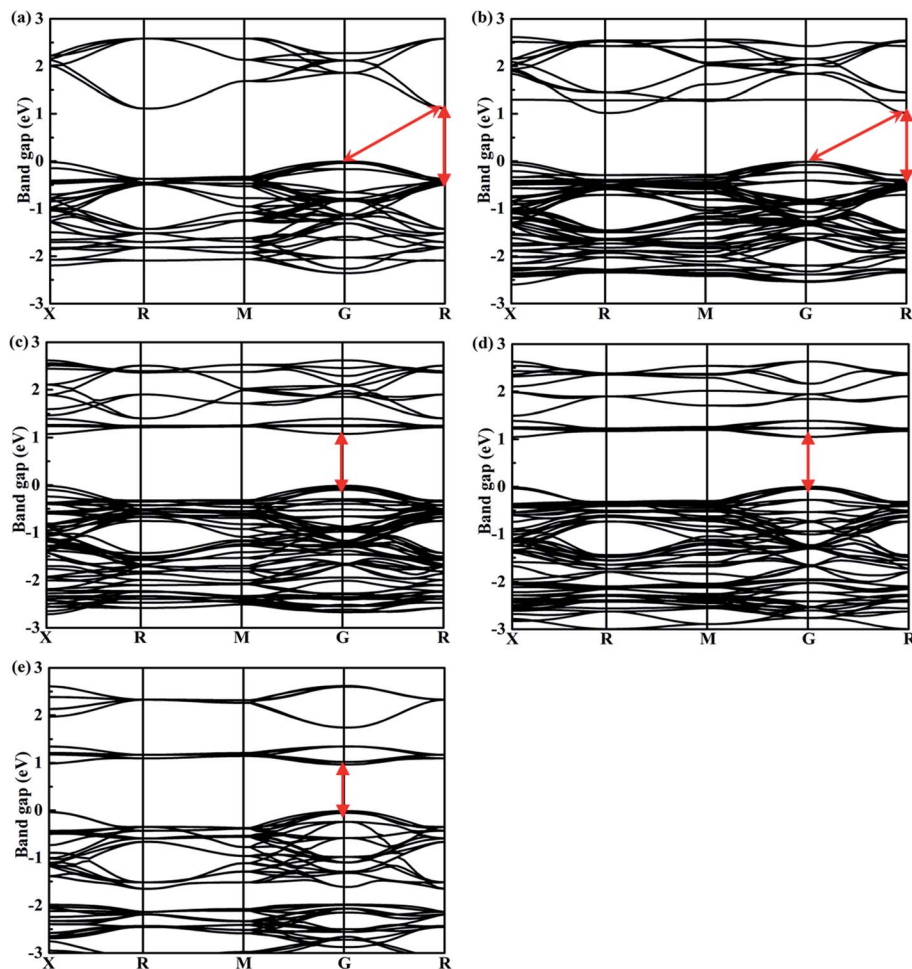 (a) 3
2
1
0
-1
-2
-3
Band gap (eV)
X R M G R
(b) 3
2
1
0
-1
-2
-3
Band gap (eV)
X R M G R
(c) 3
2
1
0
-1
-2
-3
Band gap (eV)
X R M G R
(d) 3
2
1
0
-1
-2
-3
Band gap (eV)
X R M G R
(e) 3
2
1
0
-1
-2
-3
Band gap (eV)
X R M G R